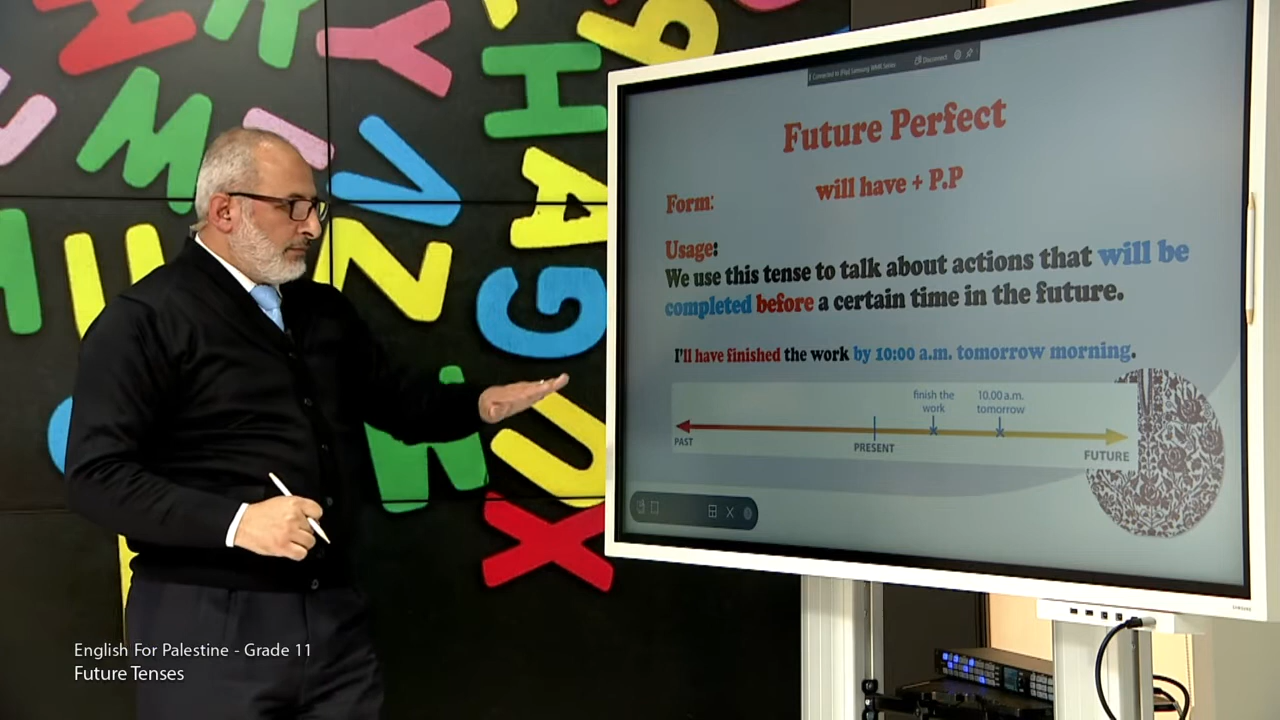 Disconnect
Future Perfect
Form: will have + P.P
Usage:
We use this tense to talk about actions that will be
completed before a certain time in the future.
I'll have finished the work by 10:00 a.m. tomorrow morning.
finish the
work
10.00 a.m.
tomorrow
PAST
PRESENT
FUTURE
SAMSUNG
English For Palestine - Grade 11
Future Tenses